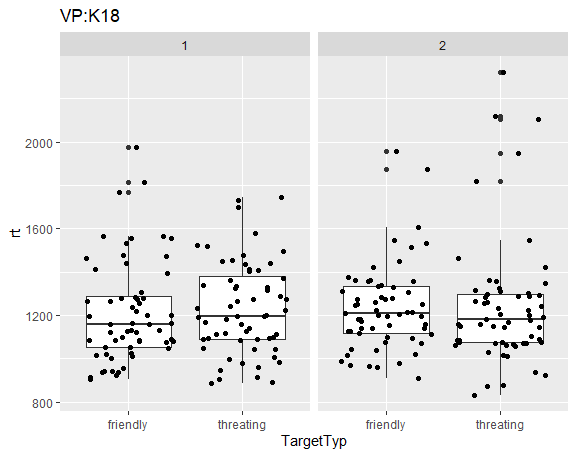 VP:K18
1 2
2000
1600
1200
800
rt
friendly threating friendly threating
TargetTyp